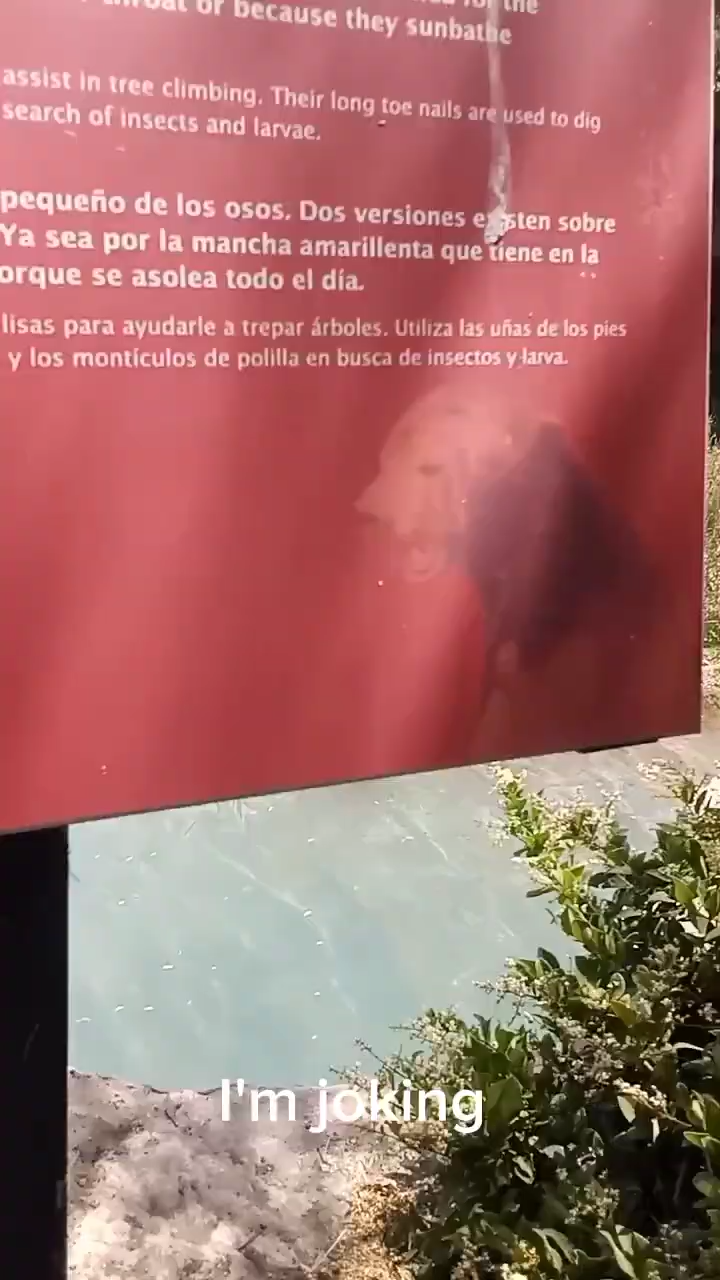 throat or because they sunbathe
assist in tree climbing. Their long toe nails are used to dig
search of insects and larvae.
pequeño de los osos. Dos versiones existen sobre
Ya sea por la mancha amarillenta que tiene en la
orque se asolea todo el día.
lisas para ayudarle a trepar árboles. Utiliza las uñas de los pies
y los montículos de polilla en busca de insectos y larva.
I'm joking